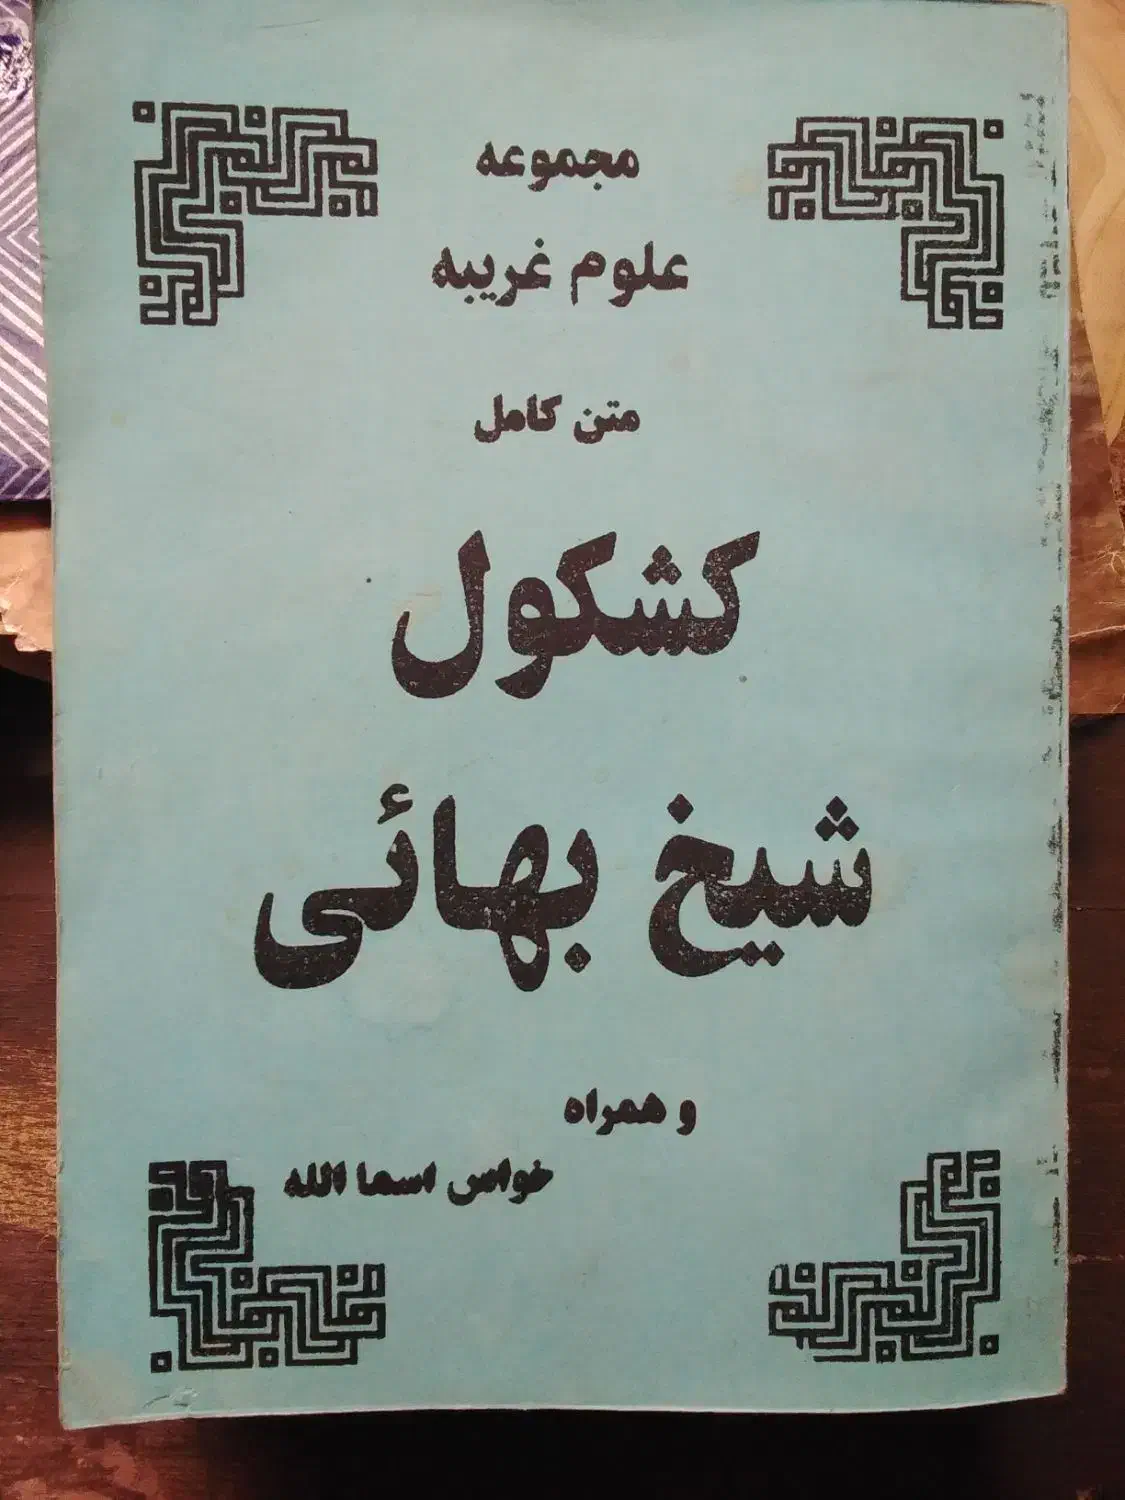 مجموعه
علوم غریبه
متن کامل
کشکول
شیخ بهائی
و همراه
خواص اسما الله